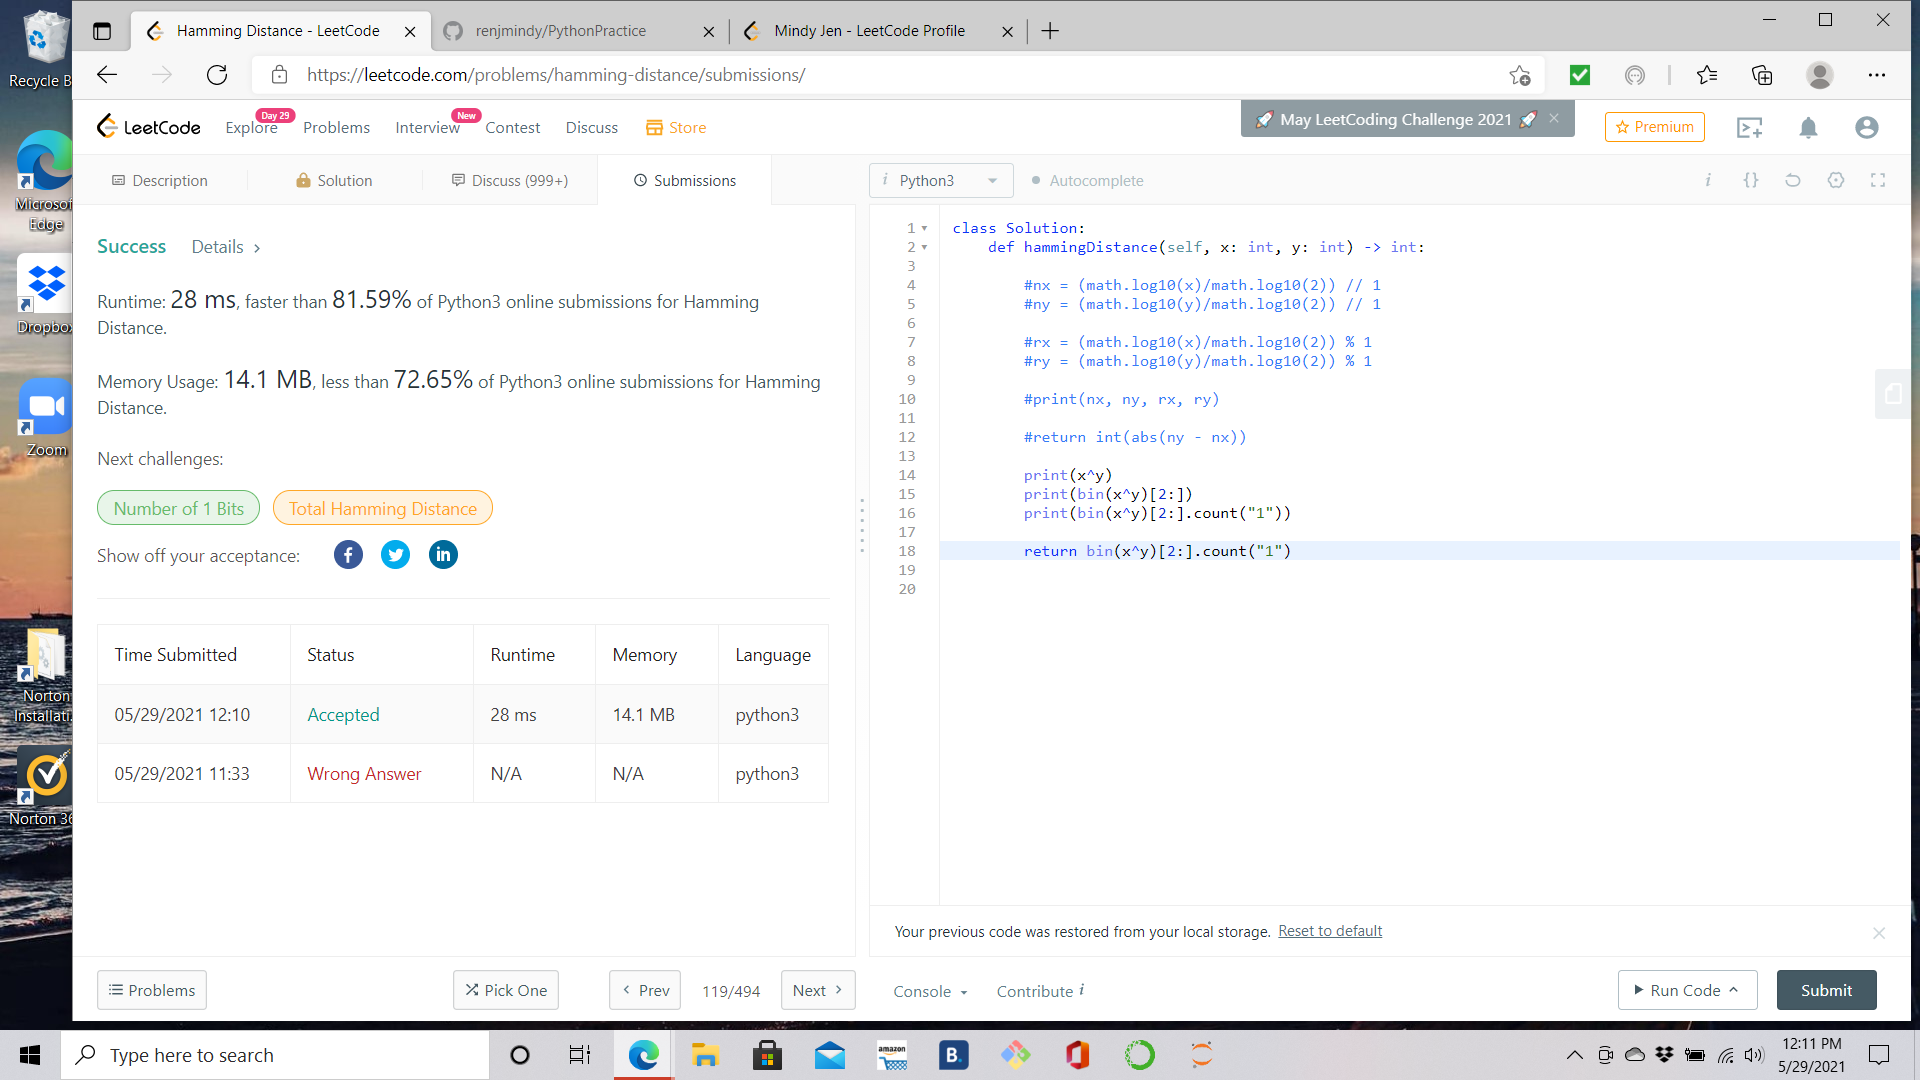 Hamming Distance - LeetCode
renjmindy/PythonPractice
Mindy Jen - LeetCode Profile
https://leetcode.com/problems/hamming-distance/submissions/
LeetCode
Explore
Day 29
Problems
Interview
New
Contest
Discuss
Store
May LeetCoding Challenge 2021
Premium
Description
Solution
Discuss (999+)
Submissions
Python3
Autocomplete
Success
Details
Runtime: 28 ms, faster than 81.59% of Python3 online submissions for Hamming
Distance.
Memory Usage: 14.1 MB, less than 72.65% of Python3 online submissions for Hamming
Distance.
Next challenges:
Number of 1 Bits
Total Hamming Distance
Show off your acceptance:
Time Submitted Status Runtime Memory Language
05/29/2021 12:10 Accepted 28 ms 14.1 MB python3
05/29/2021 11:33 Wrong Answer N/A N/A python3
1 class Solution:
2 def hammingDistance(self, x: int, y: int) -> int:
3
4 #nx = (math.log10(x)/math.log10(2)) // 1
5 #ny = (math.log10(y)/math.log10(2)) // 1
6
7 #rx = (math.log10(x)/math.log10(2)) % 1
8 #ry = (math.log10(y)/math.log10(2)) % 1
9
10 #print(nx, ny, rx, ry)
11
12 #return int(abs(ny - nx))
13
14 print(x^y)
15 print(bin(x^y)[2:])
16 print(bin(x^y)[2:].count("1"))
17
18 return bin(x^y)[2:].count("1")
19
20
Your previous code was restored from your local storage. Reset to default
Problems
Pick One
Prev
119/494
Next
Console
Contribute i
Run Code
Submit
Recycle B
Microsof
Edge
Dropbox
Zoom
Norton
Installati.
Norton 36
Type here to search
amazon
B.
12:11 PM
5/29/2021